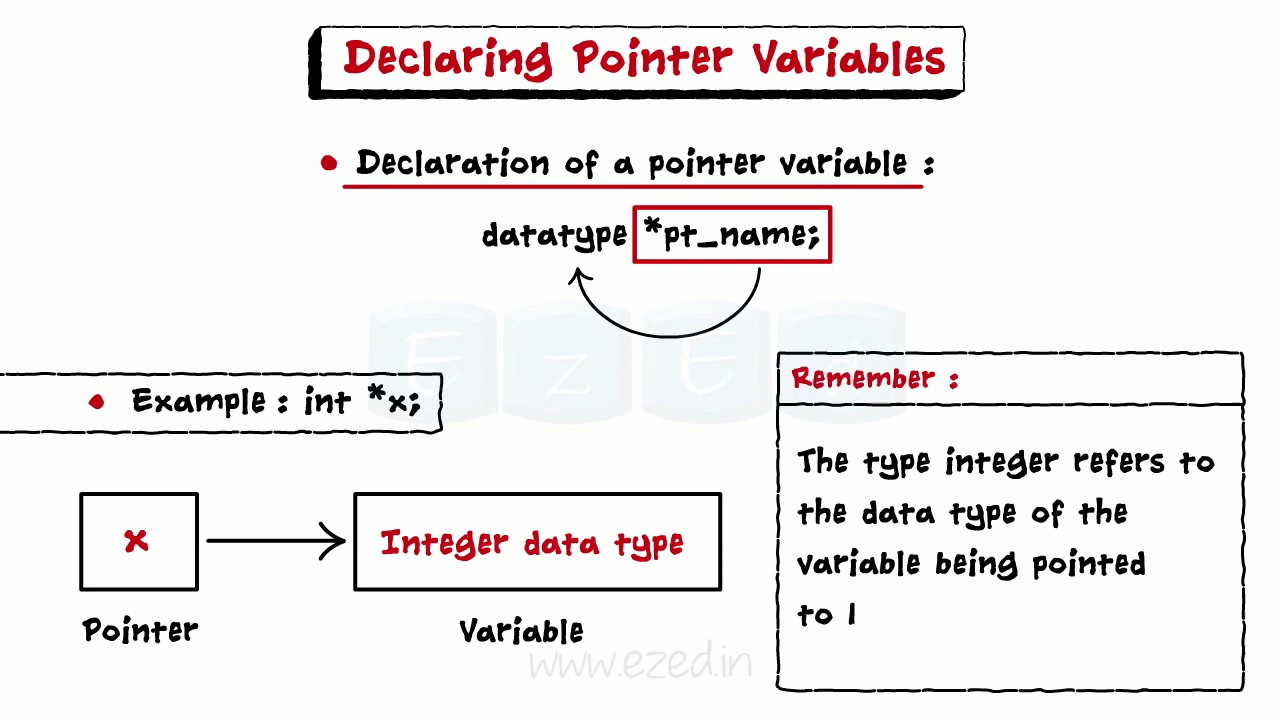 Declaring Pointer Variables
• Declaration of a pointer variable :
datatype *pt_name;
EzEd
• Example : int *x;
Remember :
The type integer refers to
the data type of the
variable being pointed
to l
x
Integer data type
Pointer
Variable
www.ezed.in